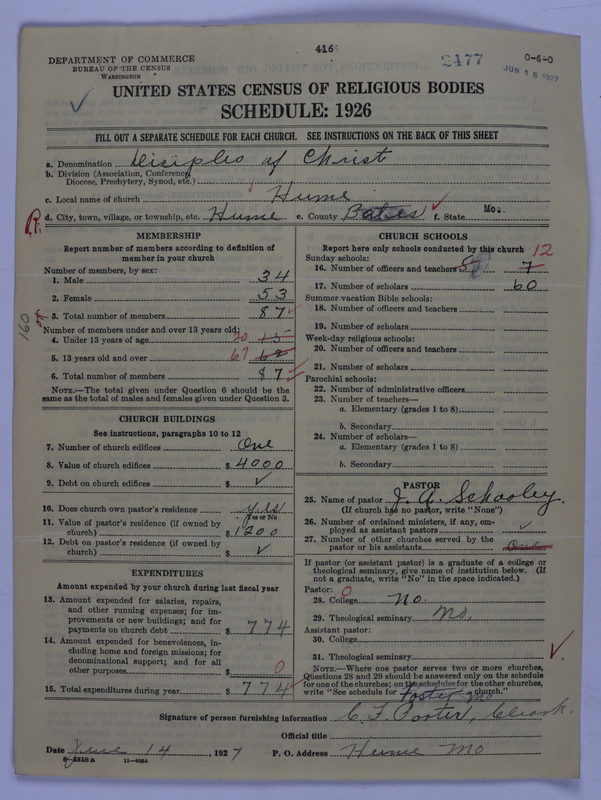 416
2477
0-6-0
JUN 16 1927
DEPARTMENT OF COMMERCE
BUREAU OF THE CENSUS
WASHINGTON
UNITED STATES CENSUS OF RELIGIOUS BODIES
SCHEDULE: 1926
FILL OUT A SEPARATE SCHEDULE FOR EACH CHURCH. SEE INSTRUCTIONS ON THE BACK OF THIS SHEET
a. Denomination Disciples of Christ
b. Division (Association, Conference, Diocese, Presbytery, Synod, etc.)
c. Local name of church Hume
R. d. City, town, village, or township, etc. Hume e. County Bates f. State Mo.
MEMBERSHIP
Report number of members according to definition of member in your church
Number of members, by sex:
1. Male 34
2. Female 53
3. Total number of members 87
160
Number of members under and over 13 years old:
4. Under 13 years of age 20 15
5. 13 years old and over 67 62
6. Total number of members 87
NOTE.—The total given under Question 6 should be the same as the total of males and females given under Question 3.
CHURCH BUILDINGS
See instructions, paragraphs 10 to 12
7. Number of church edifices One
8. Value of church edifices $4000
9. Debt on church edifices $ ✓
10. Does church own pastor's residence yes
Yes or No
11. Value of pastor's residence (if owned by church) $1200
12. Debt on pastor's residence (if owned by church) $ ✓
EXPENDITURES
Amount expended by your church during last fiscal year
13. Amount expended for salaries, repairs, and other running expenses; for improvements or new buildings; and for payments on church debt $ 774
14. Amount expended for benevolences, including home and foreign missions; for denominational support; and for all other purposes $ 0
15. Total expenditures during year $ 774
CHURCH SCHOOLS
Report here only schools conducted by this church
12
Sunday schools:
16. Number of officers and teachers 7
17. Number of scholars 60
Summer vacation Bible schools:
18. Number of officers and teachers
19. Number of scholars
Week-day religious schools:
20. Number of officers and teachers
21. Number of scholars
Parochial schools:
22. Number of administrative officers
23. Number of teachers—
a. Elementary (grades 1 to 8)
b. Secondary
24. Number of scholars—
a. Elementary (grades 1 to 8)
b. Secondary
PASTOR
25. Name of pastor J. A. Schooley.
(If church has no pastor, write "None")
26. Number of ordained ministers, if any, employed as assistant pastors ✓
27. Number of other churches served by the pastor or his assistants
If pastor (or assistant pastor) is a graduate of a college or theological seminary, give name of institution below. (If not a graduate, write "No" in the space indicated.)
Pastor: 0
28. College No.
29. Theological seminary No.
Assistant pastor:
30. College
31. Theological seminary
NOTE.—Where one pastor serves two or more churches, Questions 28 and 29 should be answered only on the schedule for one of the churches; on the schedules for the other churches, write "See schedule for Foster Mo church."
Signature of person furnishing information C. F. Porter, Clerk.
Official title
Date June 14, 1927 P. O. Address Hume Mo
8-5318 a 11-9054